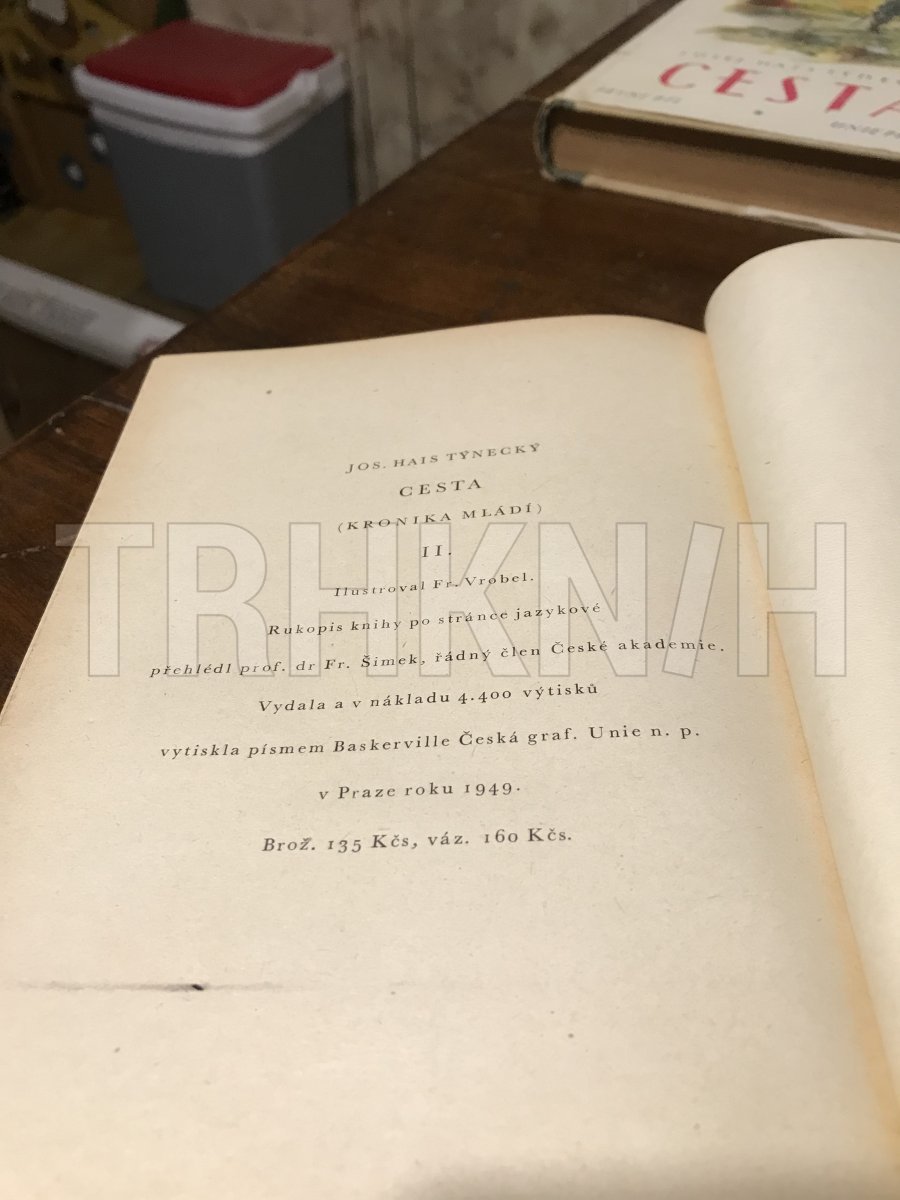 CESTA
JOS. HAIS TÝNECKÝ
CESTA
(KRONIKA MLÁDÍ)
II.
Ilustroval Fr. Vrobel.
Rukopis knihy po stránce jazykové
přehlédl prof. dr Fr. Šimek, řádný člen České akademie.
Vydala a v nákladu 4.400 výtisků
vytiskla písmem Baskerville Česká graf. Unie n. p.
v Praze roku 1949.
Brož. 135 Kčs, váz. 160 Kčs.
TRHKNIH